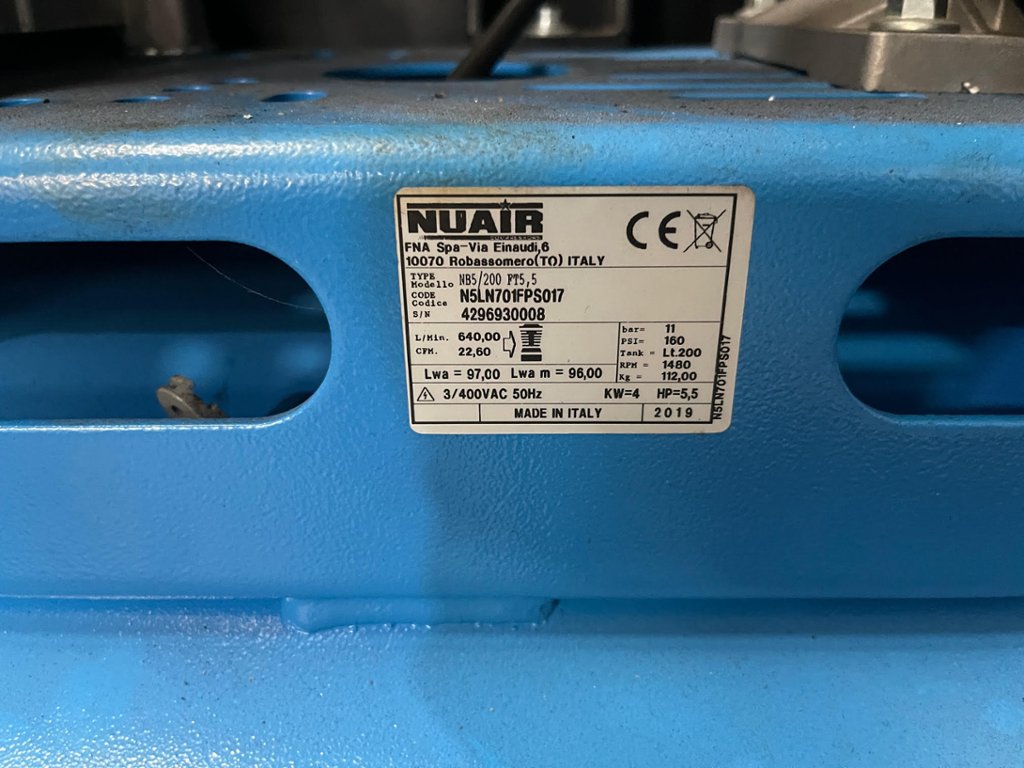 NUAIR
CE
FNA Spa-Via Einaudi,6
10070 Robassomero(TO) ITALY
TYPE
Modello NB5/200 FT5,5
CODE
Codice N5LN701FPS017
S/N 4296930008
L/Min. 640,00
CFM. 22,60
Lwa = 97,00 Lwa m = 96,00
bar= 11
PSI= 160
Tank = Lt.200
RPM = 1480
Kg = 112,00
3/400VAC 50Hz KW=4 HP=5,5
MADE IN ITALY 2019
N5LN701FPS017